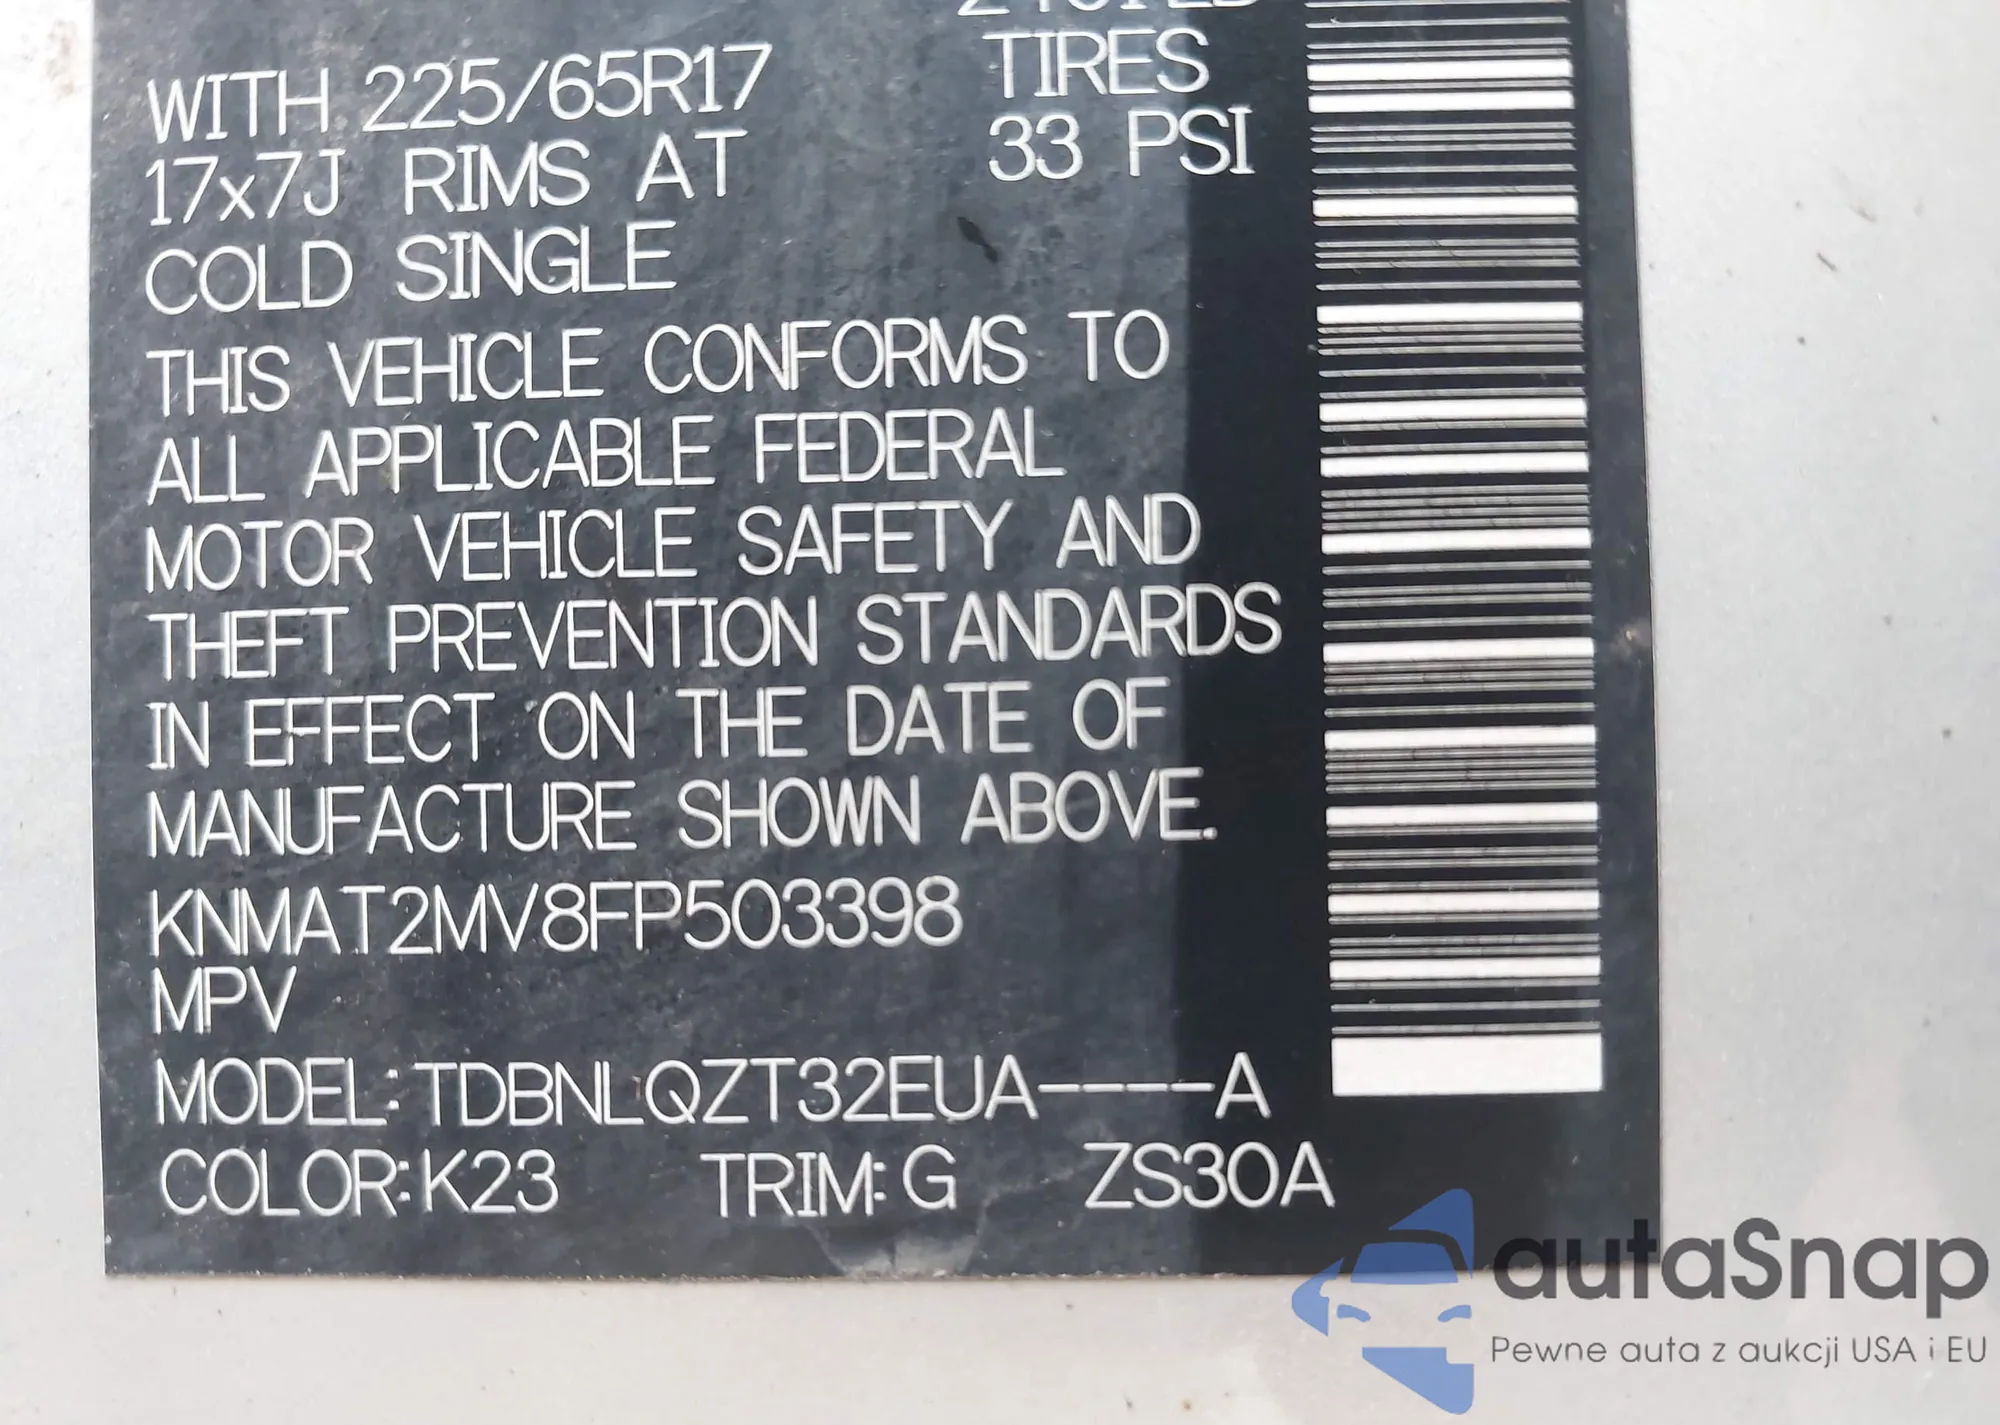 WITH 225/65R17 TIRES
17x7J RIMS AT 33 PSI
COLD SINGLE
THIS VEHICLE CONFORMS TO
ALL APPLICABLE FEDERAL
MOTOR VEHICLE SAFETY AND
THEFT PREVENTION STANDARDS
IN EFFECT ON THE DATE OF
MANUFACTURE SHOWN ABOVE.
KNMAT2MV8FP503398
MPV
MODEL:TDBNLQZT32EUA----A
COLOR:K23 TRIM:G ZS30A
autaSnap
Pewne auta z aukcji USA i EU